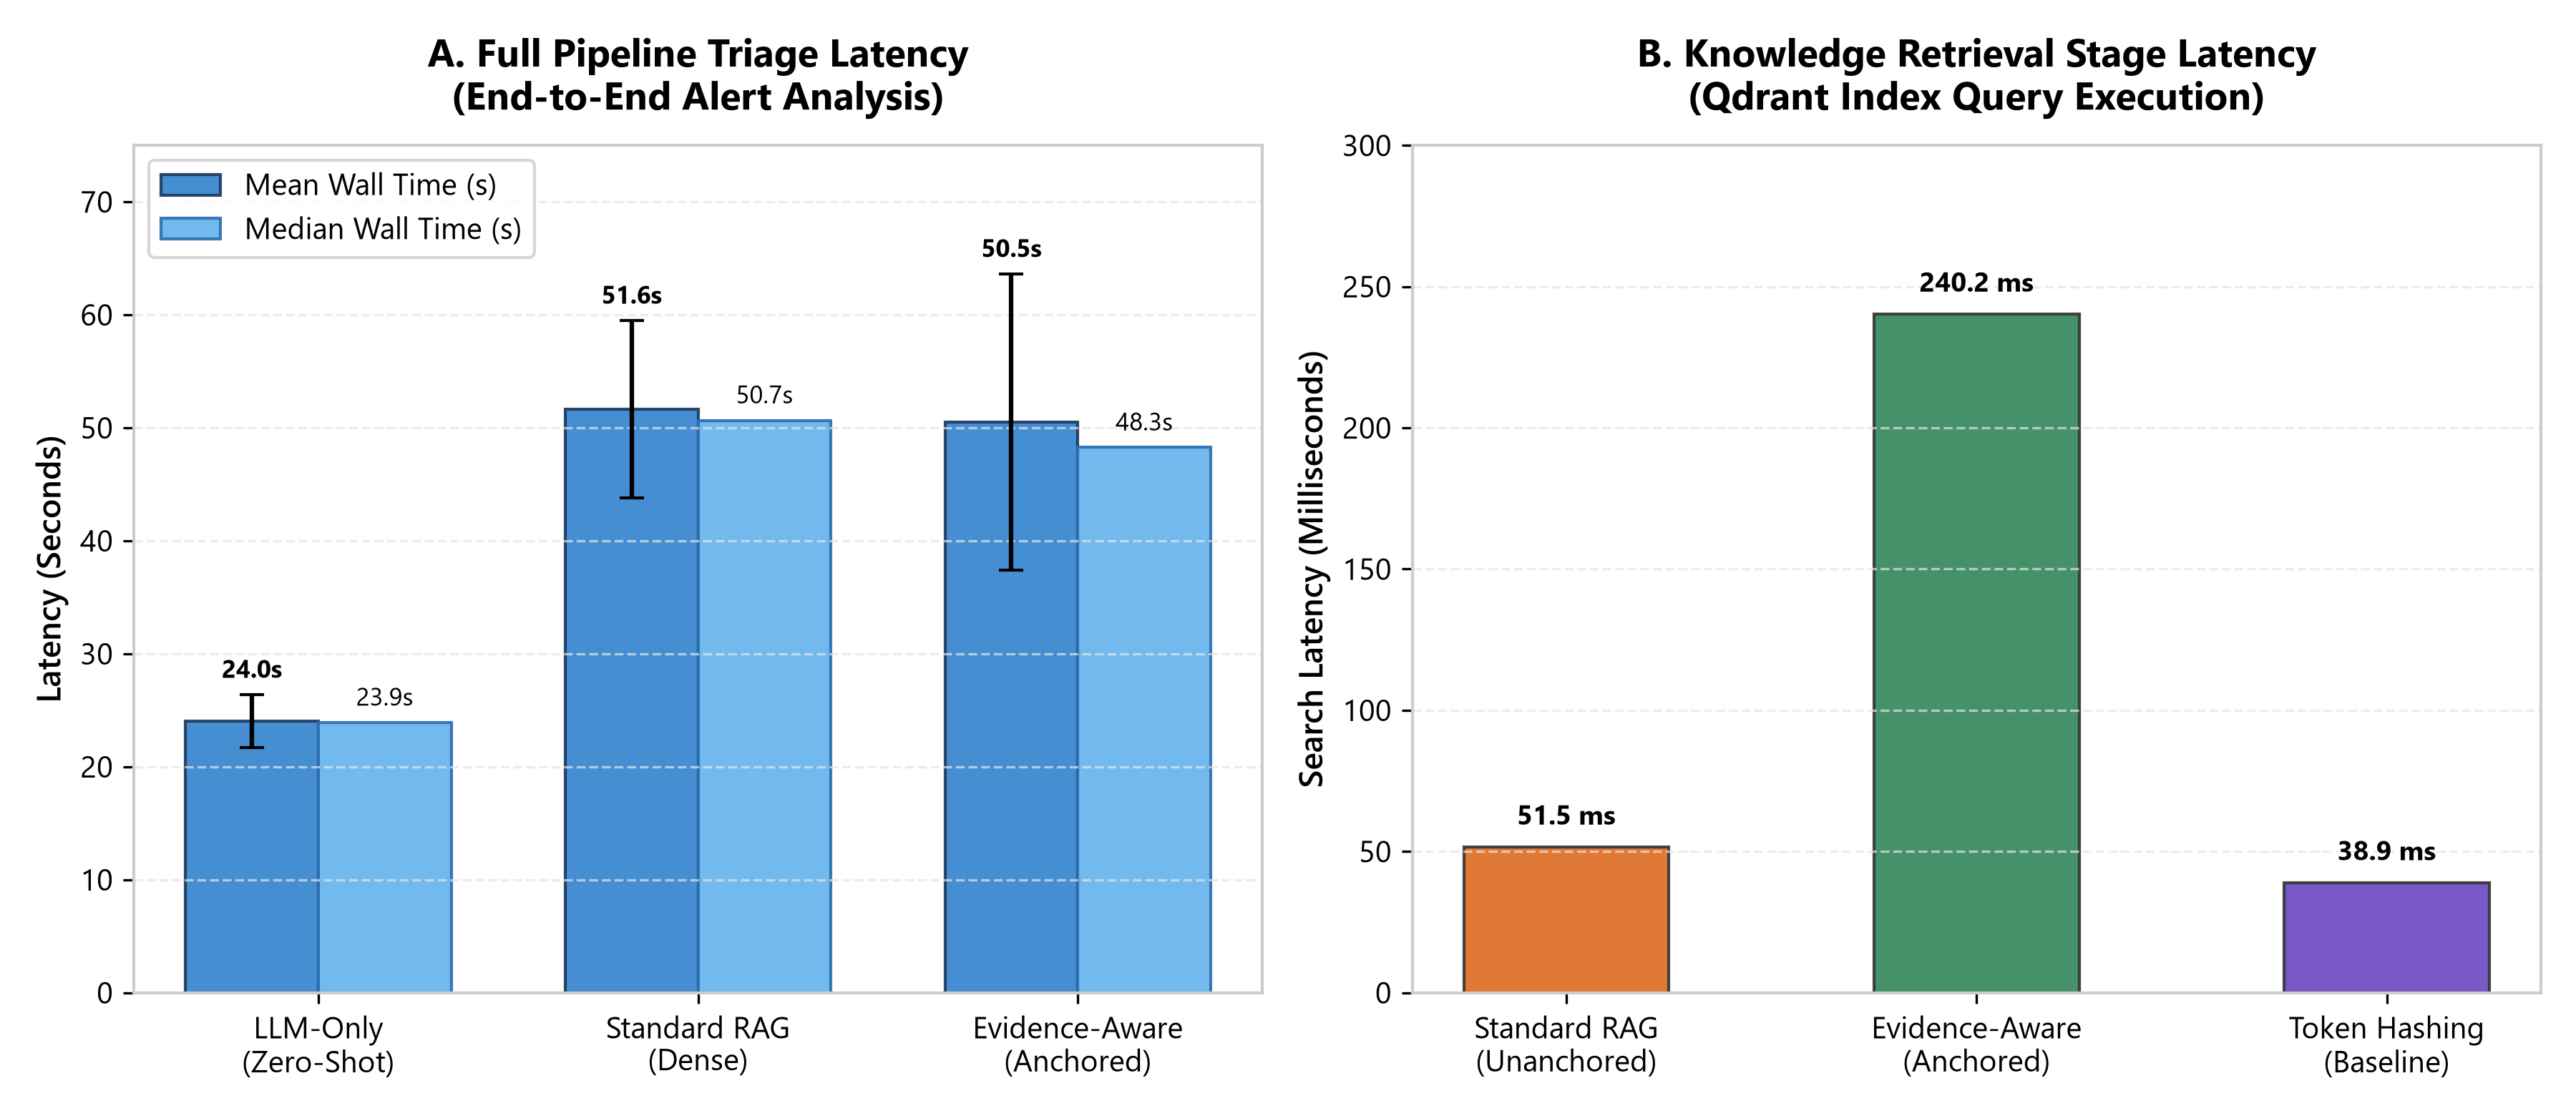 A. Full Pipeline Triage Latency
(End-to-End Alert Analysis)
Latency (Seconds)
70
60
50
40
30
20
10
0
Mean Wall Time (s)
Median Wall Time (s)
24.0s
23.9s
51.6s
50.7s
50.5s
48.3s
LLM-Only
(Zero-Shot)
Standard RAG
(Dense)
Evidence-Aware
(Anchored)
B. Knowledge Retrieval Stage Latency
(Qdrant Index Query Execution)
Search Latency (Milliseconds)
300
250
200
150
100
50
0
51.5 ms
240.2 ms
38.9 ms
Standard RAG
(Unanchored)
Evidence-Aware
(Anchored)
Token Hashing
(Baseline)